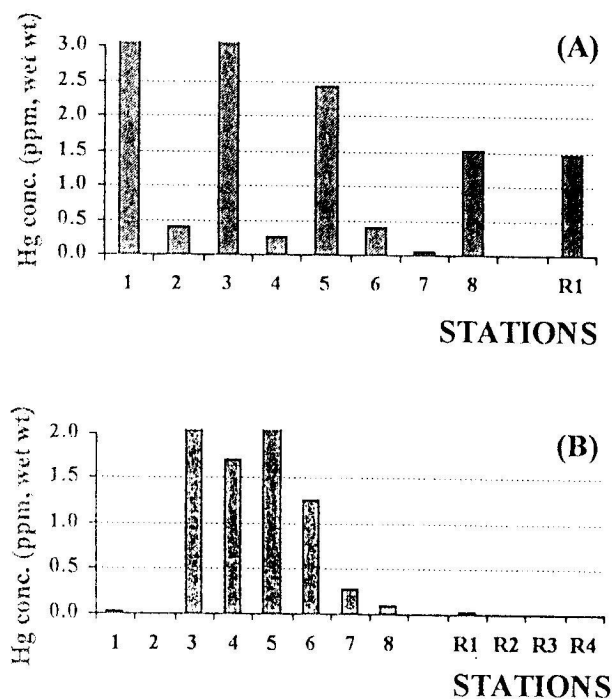 (A)
Hg conc. (ppm, wet wt)
3.0
2.5
2.0
1.5
1.0
0.5
0.0
1 2 3 4 5 6 7 8 R1
STATIONS
(B)
Hg conc. (ppm, wet wt)
2.0
1.5
1.0
0.5
0.0
1 2 3 4 5 6 7 8 R1 R2 R3 R4
STATIONS